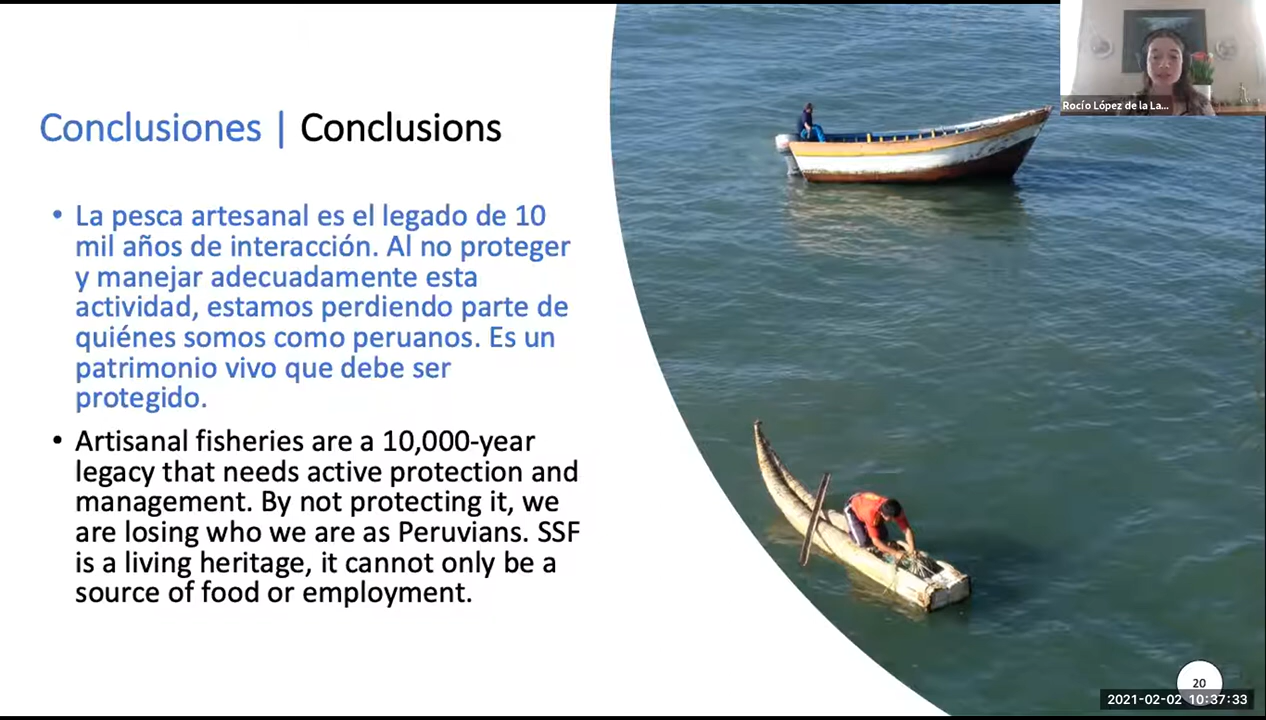 Conclusiones | Conclusions
• La pesca artesanal es el legado de 10
mil años de interacción. Al no proteger
y manejar adecuadamente esta
actividad, estamos perdiendo parte de
quiénes somos como peruanos. Es un
patrimonio vivo que debe ser
protegido.
• Artisanal fisheries are a 10,000-year
legacy that needs active protection and
management. By not protecting it, we
are losing who we are as Peruvians. SSF
is a living heritage, it cannot only be a
source of food or employment.
Rocío López de la La...
20
2021-02-02 10:37:33